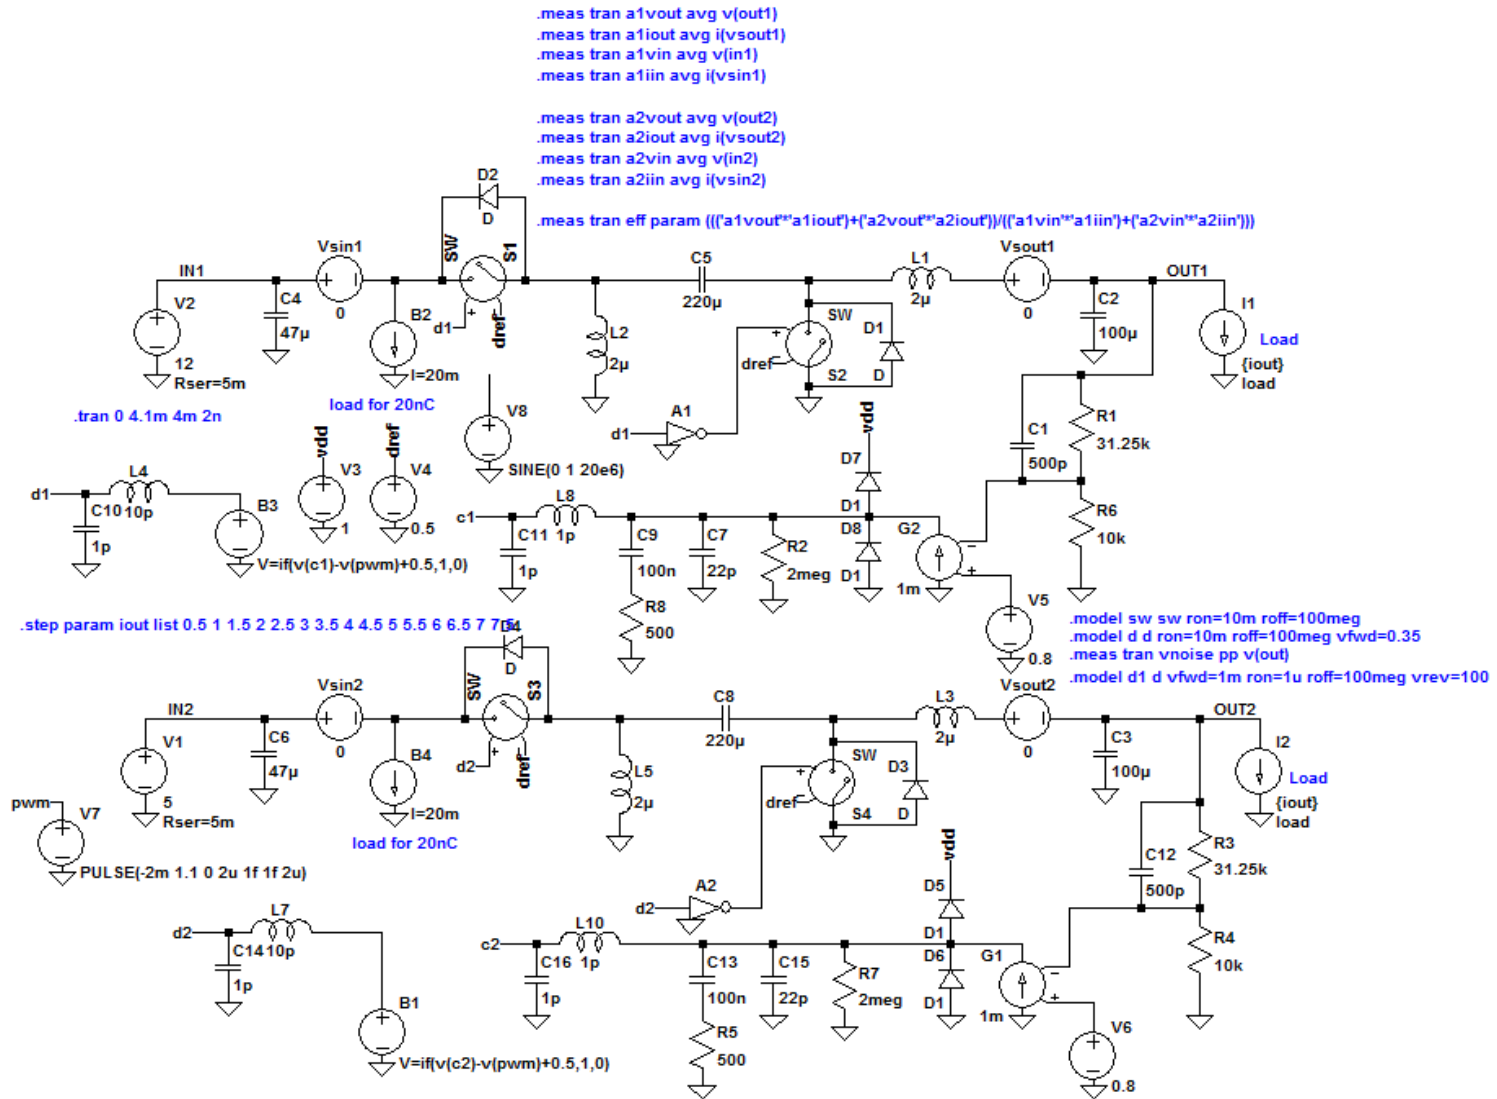 .meas tran a1vout avg v(out1)
.meas tran a1iout avg i(vsout1)
.meas tran a1vin avg v(in1)
.meas tran a1iin avg i(vsin1)
.meas tran a2vout avg v(out2)
.meas tran a2iout avg i(vsout2)
.meas tran a2vin avg v(in2)
.meas tran a2iin avg i(vsin2)
.meas tran eff param ((('a1vout'*'a1iout')+('a2vout'*'a2iout'))/(('a1vin'*'a1iin')+('a2vin'*'a2iin')))
D2
D
SW
S1
Vsin1
0
IN1
V2
12
Rser=5m
C4
47µ
B2
I=20m
load for 20nC
d1
dref
C5
220µ
L2
2µ
L1
2µ
Vsout1
0
OUT1
C2
100µ
I1
Load
{iout}
load
SW
dref
S2
D1
D
A1
d1
V8
SINE(0 1 20e6)
.tran 0 4.1m 4m 2n
vdd
V3
1
dref
V4
0.5
L4
10p
d1
C10
1p
B3
V=if(v(c1)-v(pwm)+0.5,1,0)
c1
L8
1p
C11
1p
C9
100n
R8
500
C7
22p
R2
2meg
vdd
D7
D1
D8
D1
G2
1m
C1
500p
R1
31.25k
R6
10k
V5
0.8
.step param iout list 0.5 1 1.5 2 2.5 3 3.5 4 4.5 5 5.5 6 6.5 7 7.5
.model sw sw ron=10m roff=100meg
.model d d ron=10m roff=100meg vfwd=0.35
.meas tran vnoise pp v(out)
.model d1 d vfwd=1m ron=1u roff=100meg vrev=100
D4
D
SW
S3
Vsin2
0
IN2
V1
5
Rser=5m
C6
47µ
B4
I=20m
load for 20nC
d2
dref
C8
220µ
L5
2µ
L3
2µ
Vsout2
0
OUT2
C3
100µ
I2
Load
{iout}
load
SW
dref
S4
D3
D
pwm
V7
PULSE(-2m 1.1 0 2u 1f 1f 2u)
A2
d2
L7
10p
d2
C14
1p
B1
V=if(v(c2)-v(pwm)+0.5,1,0)
c2
L10
1p
C16
1p
C13
100n
R5
500
C15
22p
R7
2meg
vdd
D5
D1
D6
D1
G1
1m
C12
500p
R3
31.25k
R4
10k
V6
0.8